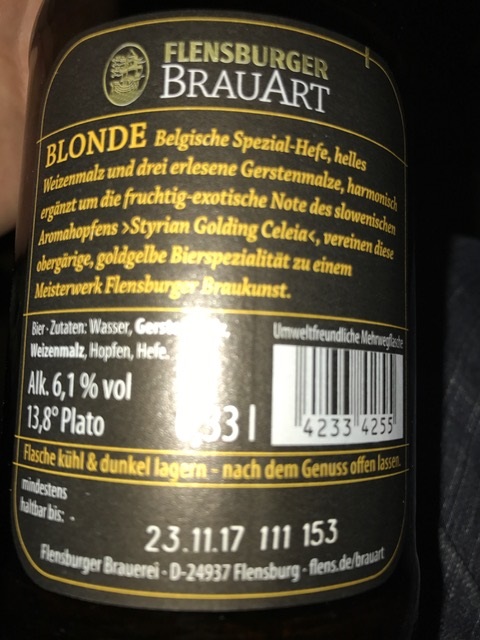 FLENSBURGER
BRAUART
BLONDE Belgische Spezial-Hefe, helles
Weizenmalz und drei erlesene Gerstenmalze, harmonisch
ergänzt um die fruchtig-exotische Note des slowenischen
Aromahopfens >Styrian Golding Celeia<, vereinen diese
obergärige, goldgelbe Bierspezialität zu einem
Meisterwerk Flensburger Braukunst.
Bier - Zutaten: Wasser,
Weizenmalz, Hopfen, Hefe.
Alk. 6,1 % vol
13,8° Plato
,33 l
Umweltfreundliche Mehrwegflasche
4233 4255
Flasche kühl & dunkel lagern - nach dem Genuss offen lassen.
mindestens
haltbar bis: -
23.11.17 111 153
Flensburger Brauerei · D-24937 Flensburg · flens.de/brauart